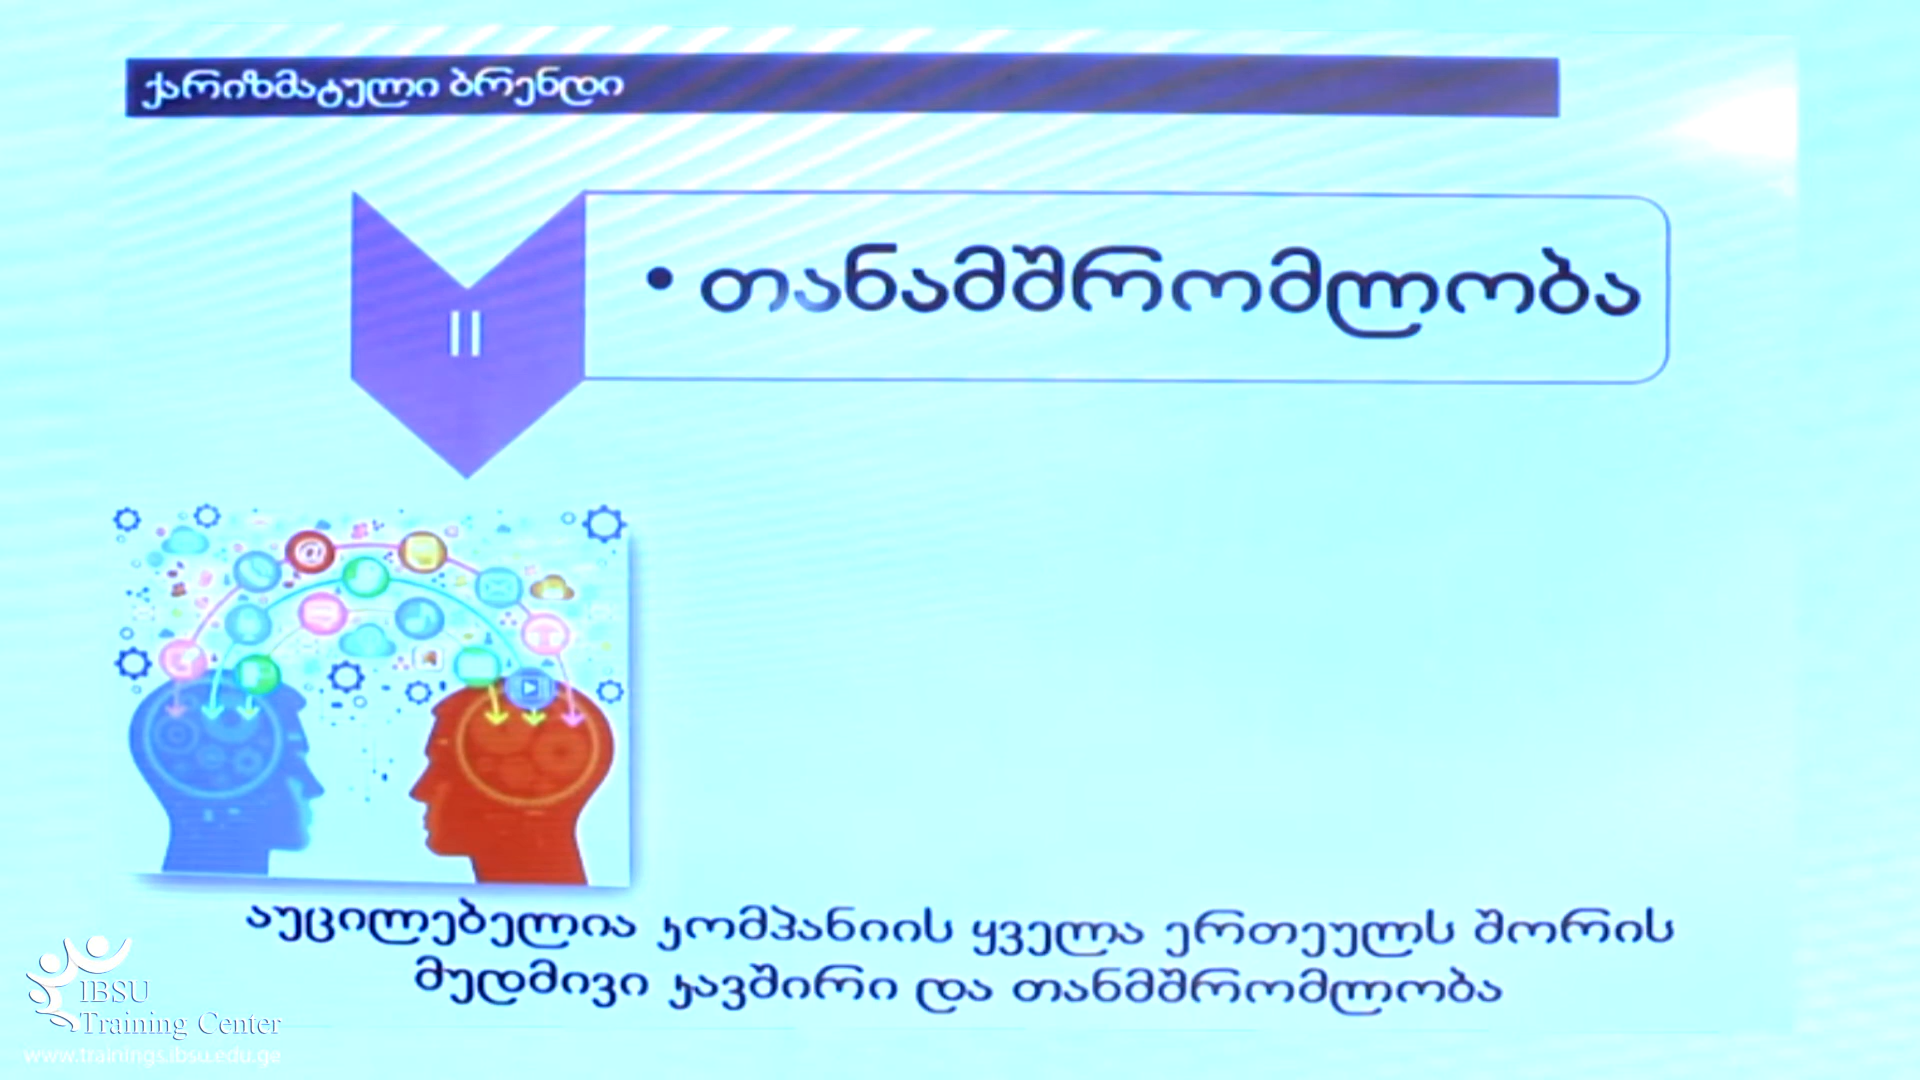 ქარიზმატული ბრენდი
II
• თანამშრომლობა
აუცილებელია კომპანიის ყველა ერთეულს შორის
მუდმივი კავშირი და თანმშრომლობა
IBSU
Training Center
www.trainings.ibsu.edu.ge